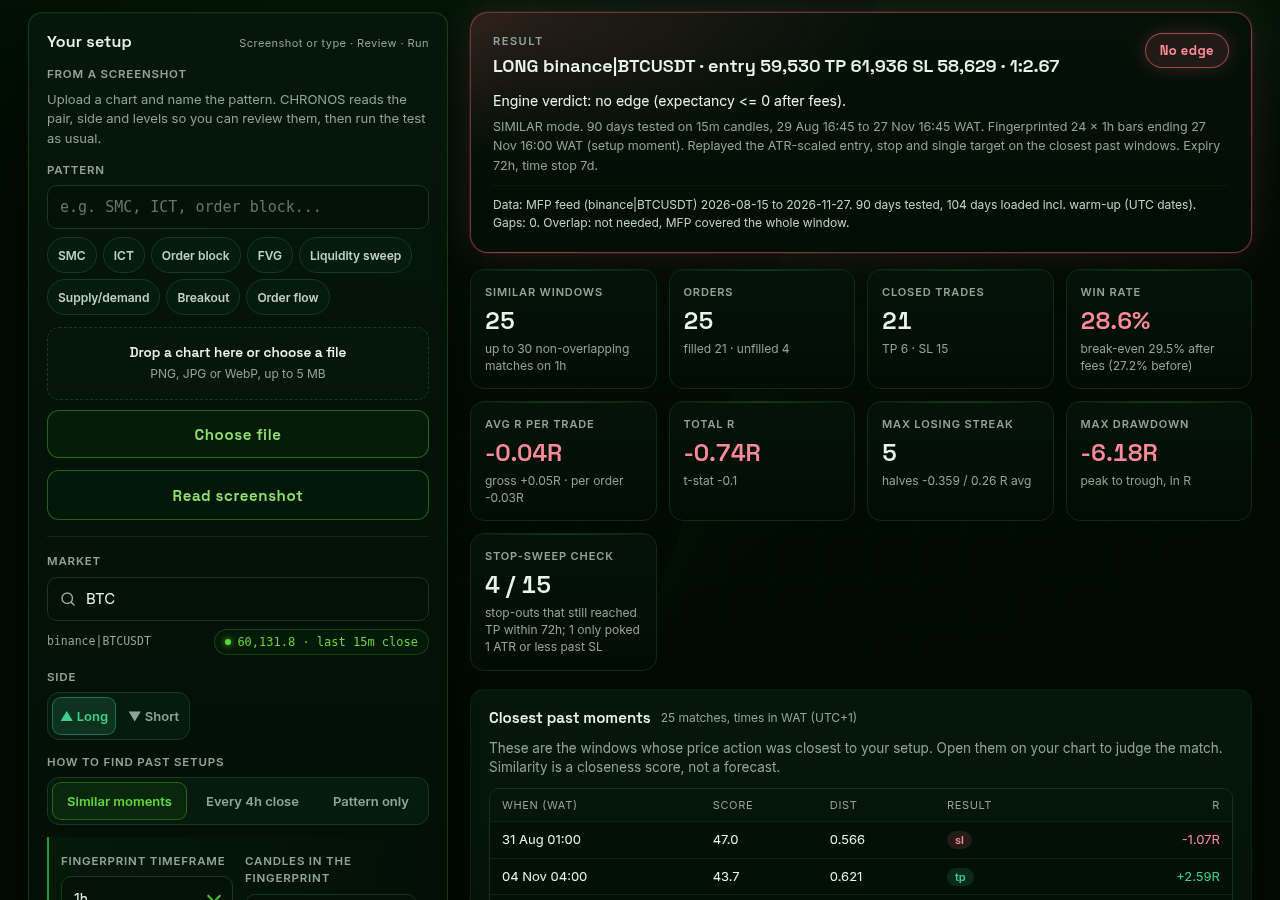 Your setup
Screenshot or type · Review · Run
FROM A SCREENSHOT
Upload a chart and name the pattern. CHRONOS reads the
pair, side and levels so you can review them, then run the test
as usual.
PATTERN
e.g. SMC, ICT, order block...
SMC
ICT
Order block
FVG
Liquidity sweep
Supply/demand
Breakout
Order flow
Drop a chart here or choose a file
PNG, JPG or WebP, up to 5 MB
Choose file
Read screenshot
MARKET
BTC
binance|BTCUSDT
60,131.8 · last 15m close
SIDE
▲ Long
▼ Short
HOW TO FIND PAST SETUPS
Similar moments
Every 4h close
Pattern only
FINGERPRINT TIMEFRAME
CANDLES IN THE
FINGERPRINT
1h
RESULT
LONG binance|BTCUSDT · entry 59,530 TP 61,936 SL 58,629 · 1:2.67
No edge
Engine verdict: no edge (expectancy <= 0 after fees).
SIMILAR mode. 90 days tested on 15m candles, 29 Aug 16:45 to 27 Nov 16:45 WAT. Fingerprinted 24 × 1h bars ending 27
Nov 16:00 WAT (setup moment). Replayed the ATR-scaled entry, stop and single target on the closest past windows. Expiry
72h, time stop 7d.
Data: MFP feed (binance|BTCUSDT) 2026-08-15 to 2026-11-27. 90 days tested, 104 days loaded incl. warm-up (UTC dates).
Gaps: 0. Overlap: not needed, MFP covered the whole window.
SIMILAR WINDOWS
25
up to 30 non-overlapping
matches on 1h
ORDERS
25
filled 21 · unfilled 4
CLOSED TRADES
21
TP 6 · SL 15
WIN RATE
28.6%
break-even 29.5% after
fees (27.2% before)
AVG R PER TRADE
-0.04R
gross +0.05R · per order
-0.03R
TOTAL R
-0.74R
t-stat -0.1
MAX LOSING STREAK
5
halves -0.359 / 0.26 R avg
MAX DRAWDOWN
-6.18R
peak to trough, in R
STOP-SWEEP CHECK
4 / 15
stop-outs that still reached
TP within 72h; 1 only poked
1 ATR or less past SL
Closest past moments
25 matches, times in WAT (UTC+1)
These are the windows whose price action was closest to your setup. Open them on your chart to judge the match.
Similarity is a closeness score, not a forecast.
WHEN (WAT) SCORE DIST RESULT R
31 Aug 01:00 47.0 0.566 sl -1.07R
04 Nov 04:00 43.7 0.621 tp +2.59R